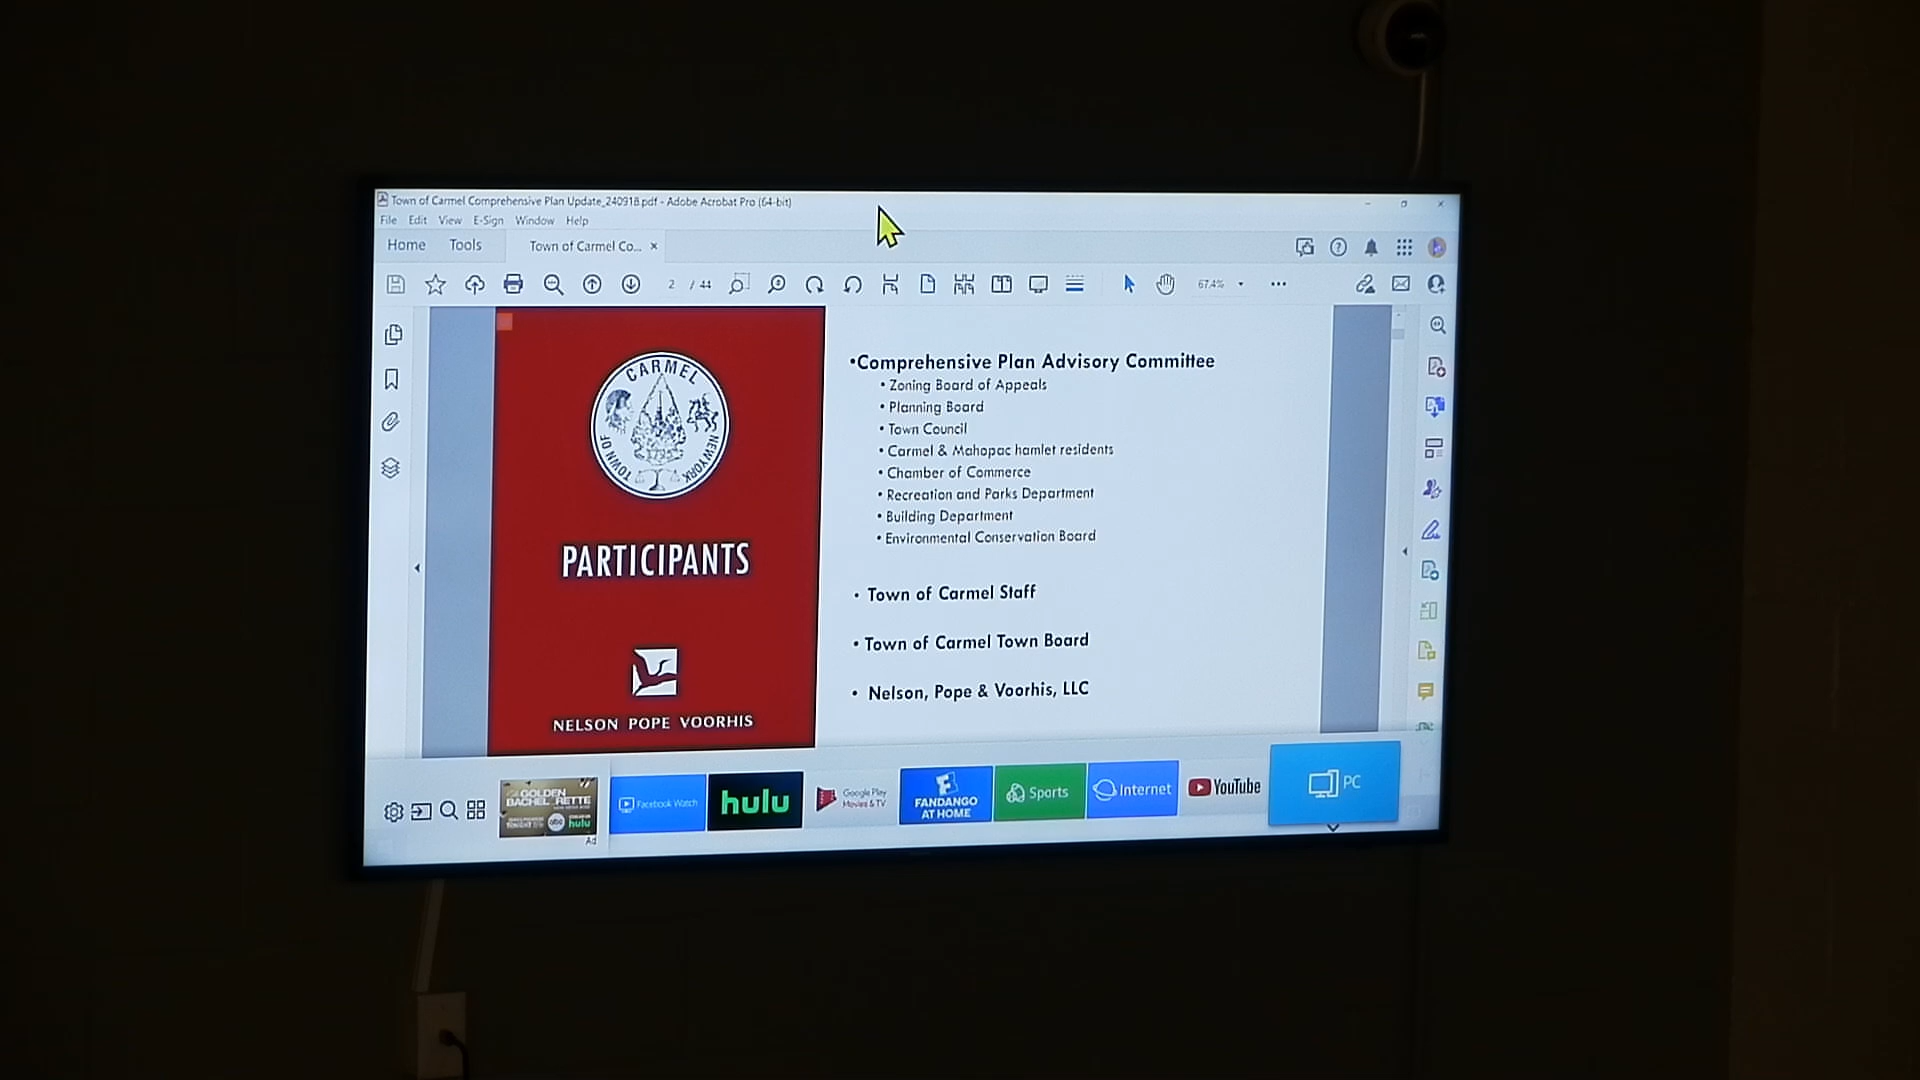 Town of Carmel Comprehensive Plan Update_240918.pdf - Adobe Acrobat Pro (64-bit)
File Edit View E-Sign Window Help
Home Tools Town of Carmel Co... ×
2 / 44 67.4%
CARMEL
TOWN OF NEW YORK
PARTICIPANTS
NELSON POPE VOORHIS
•Comprehensive Plan Advisory Committee
• Zoning Board of Appeals
• Planning Board
• Town Council
• Carmel & Mahopac hamlet residents
• Chamber of Commerce
• Recreation and Parks Department
• Building Department
• Environmental Conservation Board
• Town of Carmel Staff
• Town of Carmel Town Board
• Nelson, Pope & Voorhis, LLC
GOLDEN
BACHELORETTE
TONIGHT
abc
hulu
Ad
Facebook Watch
hulu
Google Play
Movies & TV
FANDANGO
AT HOME
Sports
Internet
YouTube
PC